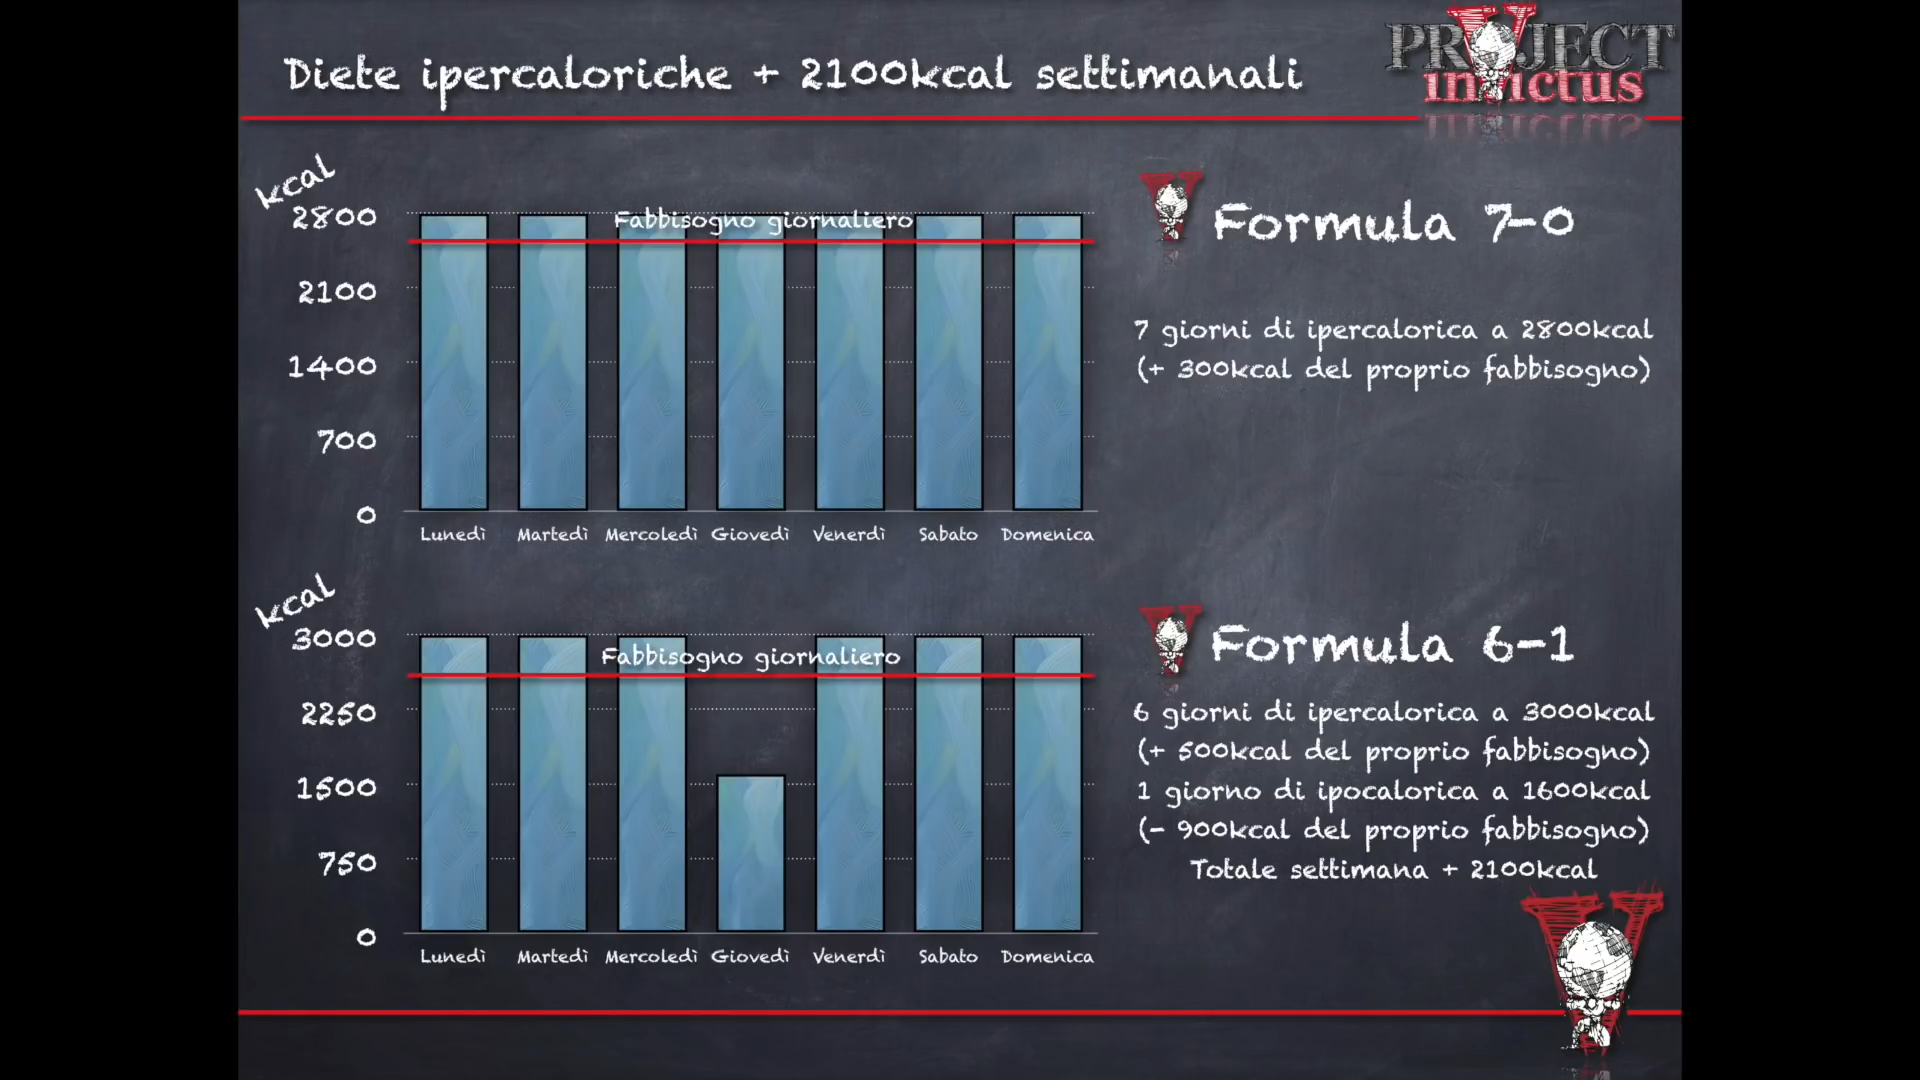 Diete ipercaloriche + 2100kcal settimanali
PROJECT
invictus
kcal
2800
Fabbisogno giornaliero
2100
1400
700
0
Lunedì Martedì Mercoledì Giovedì Venerdì Sabato Domenica
Formula 7-0
7 giorni di ipercalorica a 2800kcal
(+ 300kcal del proprio fabbisogno)
kcal
3000
Fabbisogno giornaliero
2250
1500
750
0
Lunedì Martedì Mercoledì Giovedì Venerdì Sabato Domenica
Formula 6-1
6 giorni di ipercalorica a 3000kcal
(+ 500kcal del proprio fabbisogno)
1 giorno di ipocalorica a 1600kcal
(- 900kcal del proprio fabbisogno)
Totale settimana + 2100kcal